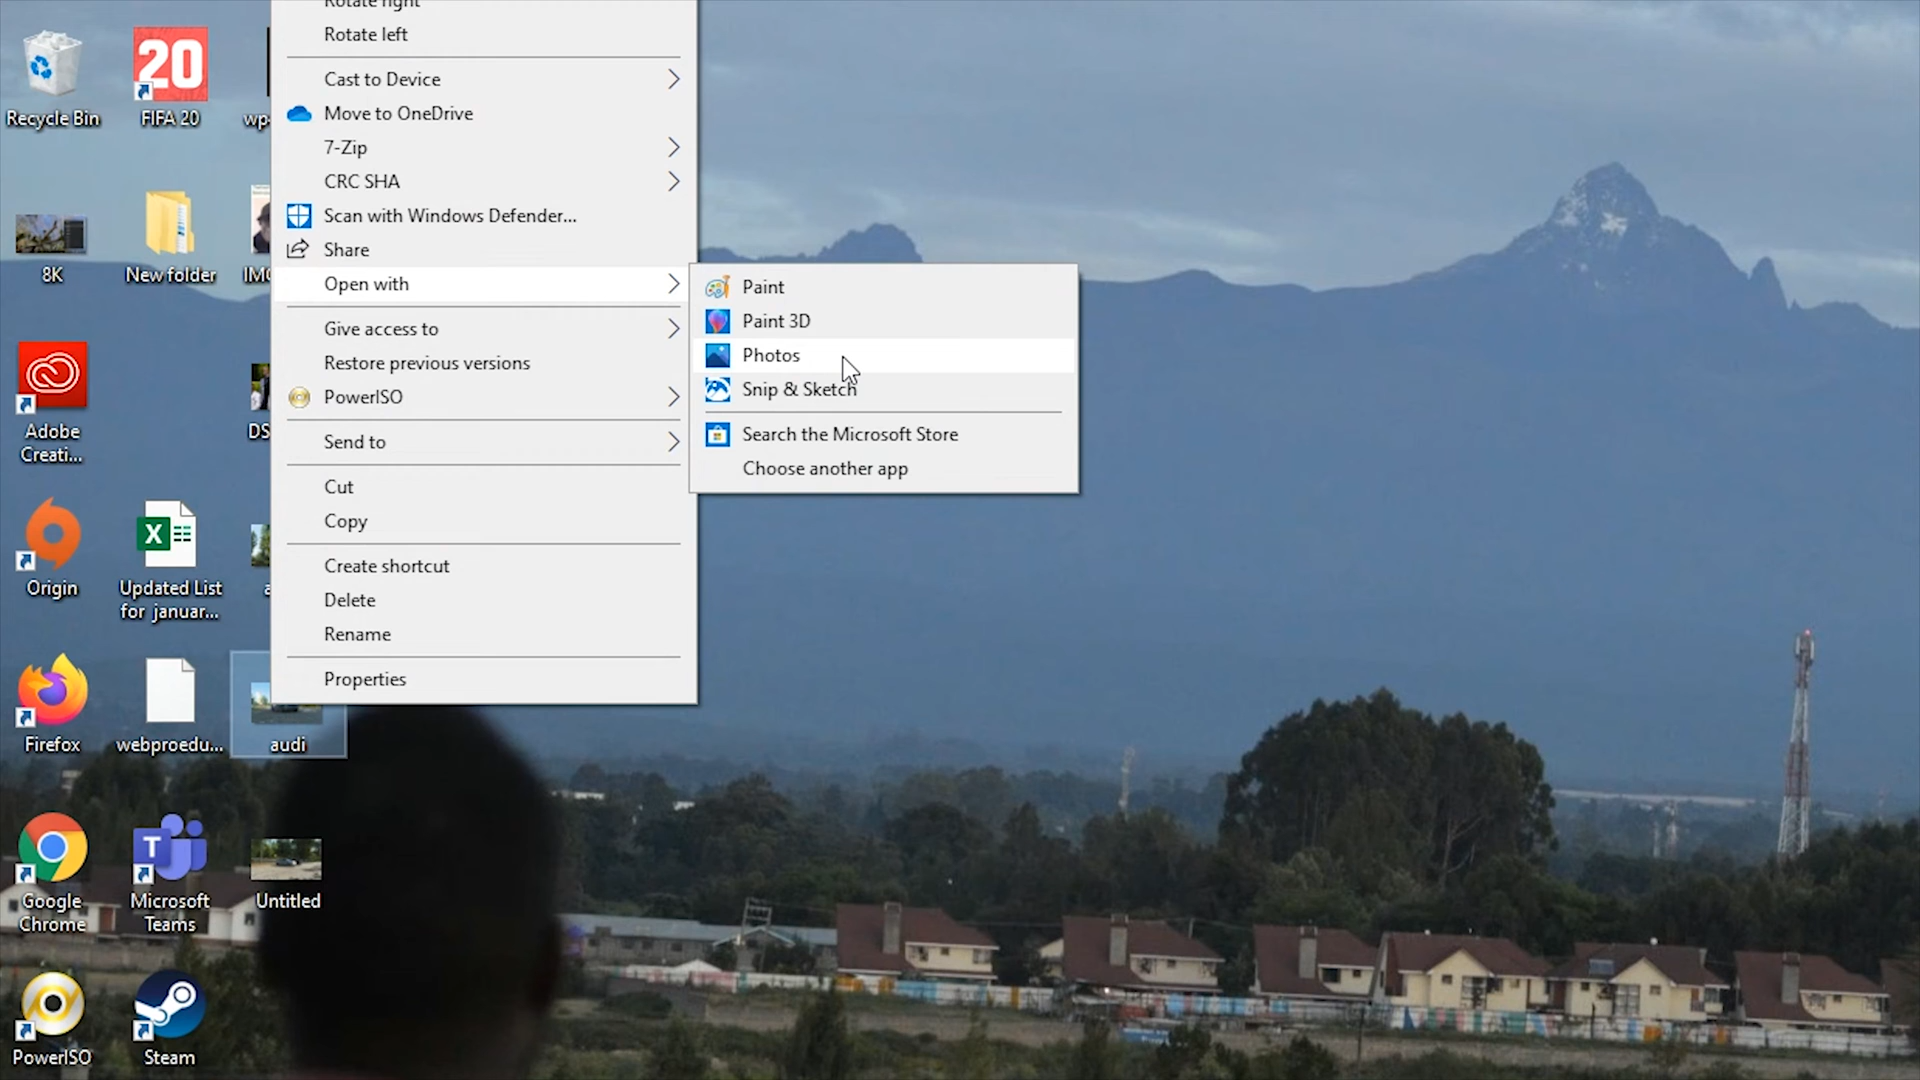 Rotate right
Rotate left
Cast to Device
Move to OneDrive
7-Zip
CRC SHA
Scan with Windows Defender...
Share
Open with
Give access to
Restore previous versions
PowerISO
Send to
Cut
Copy
Create shortcut
Delete
Rename
Properties
Paint
Paint 3D
Photos
Snip & Sketch
Search the Microsoft Store
Choose another app
Recycle Bin
20
FIFA 20
8K
New folder
Adobe
Creati...
Origin
X
Updated List
for januar...
Firefox
webproedu...
audi
Google
Chrome
T
Microsoft
Teams
Untitled
PowerISO
Steam